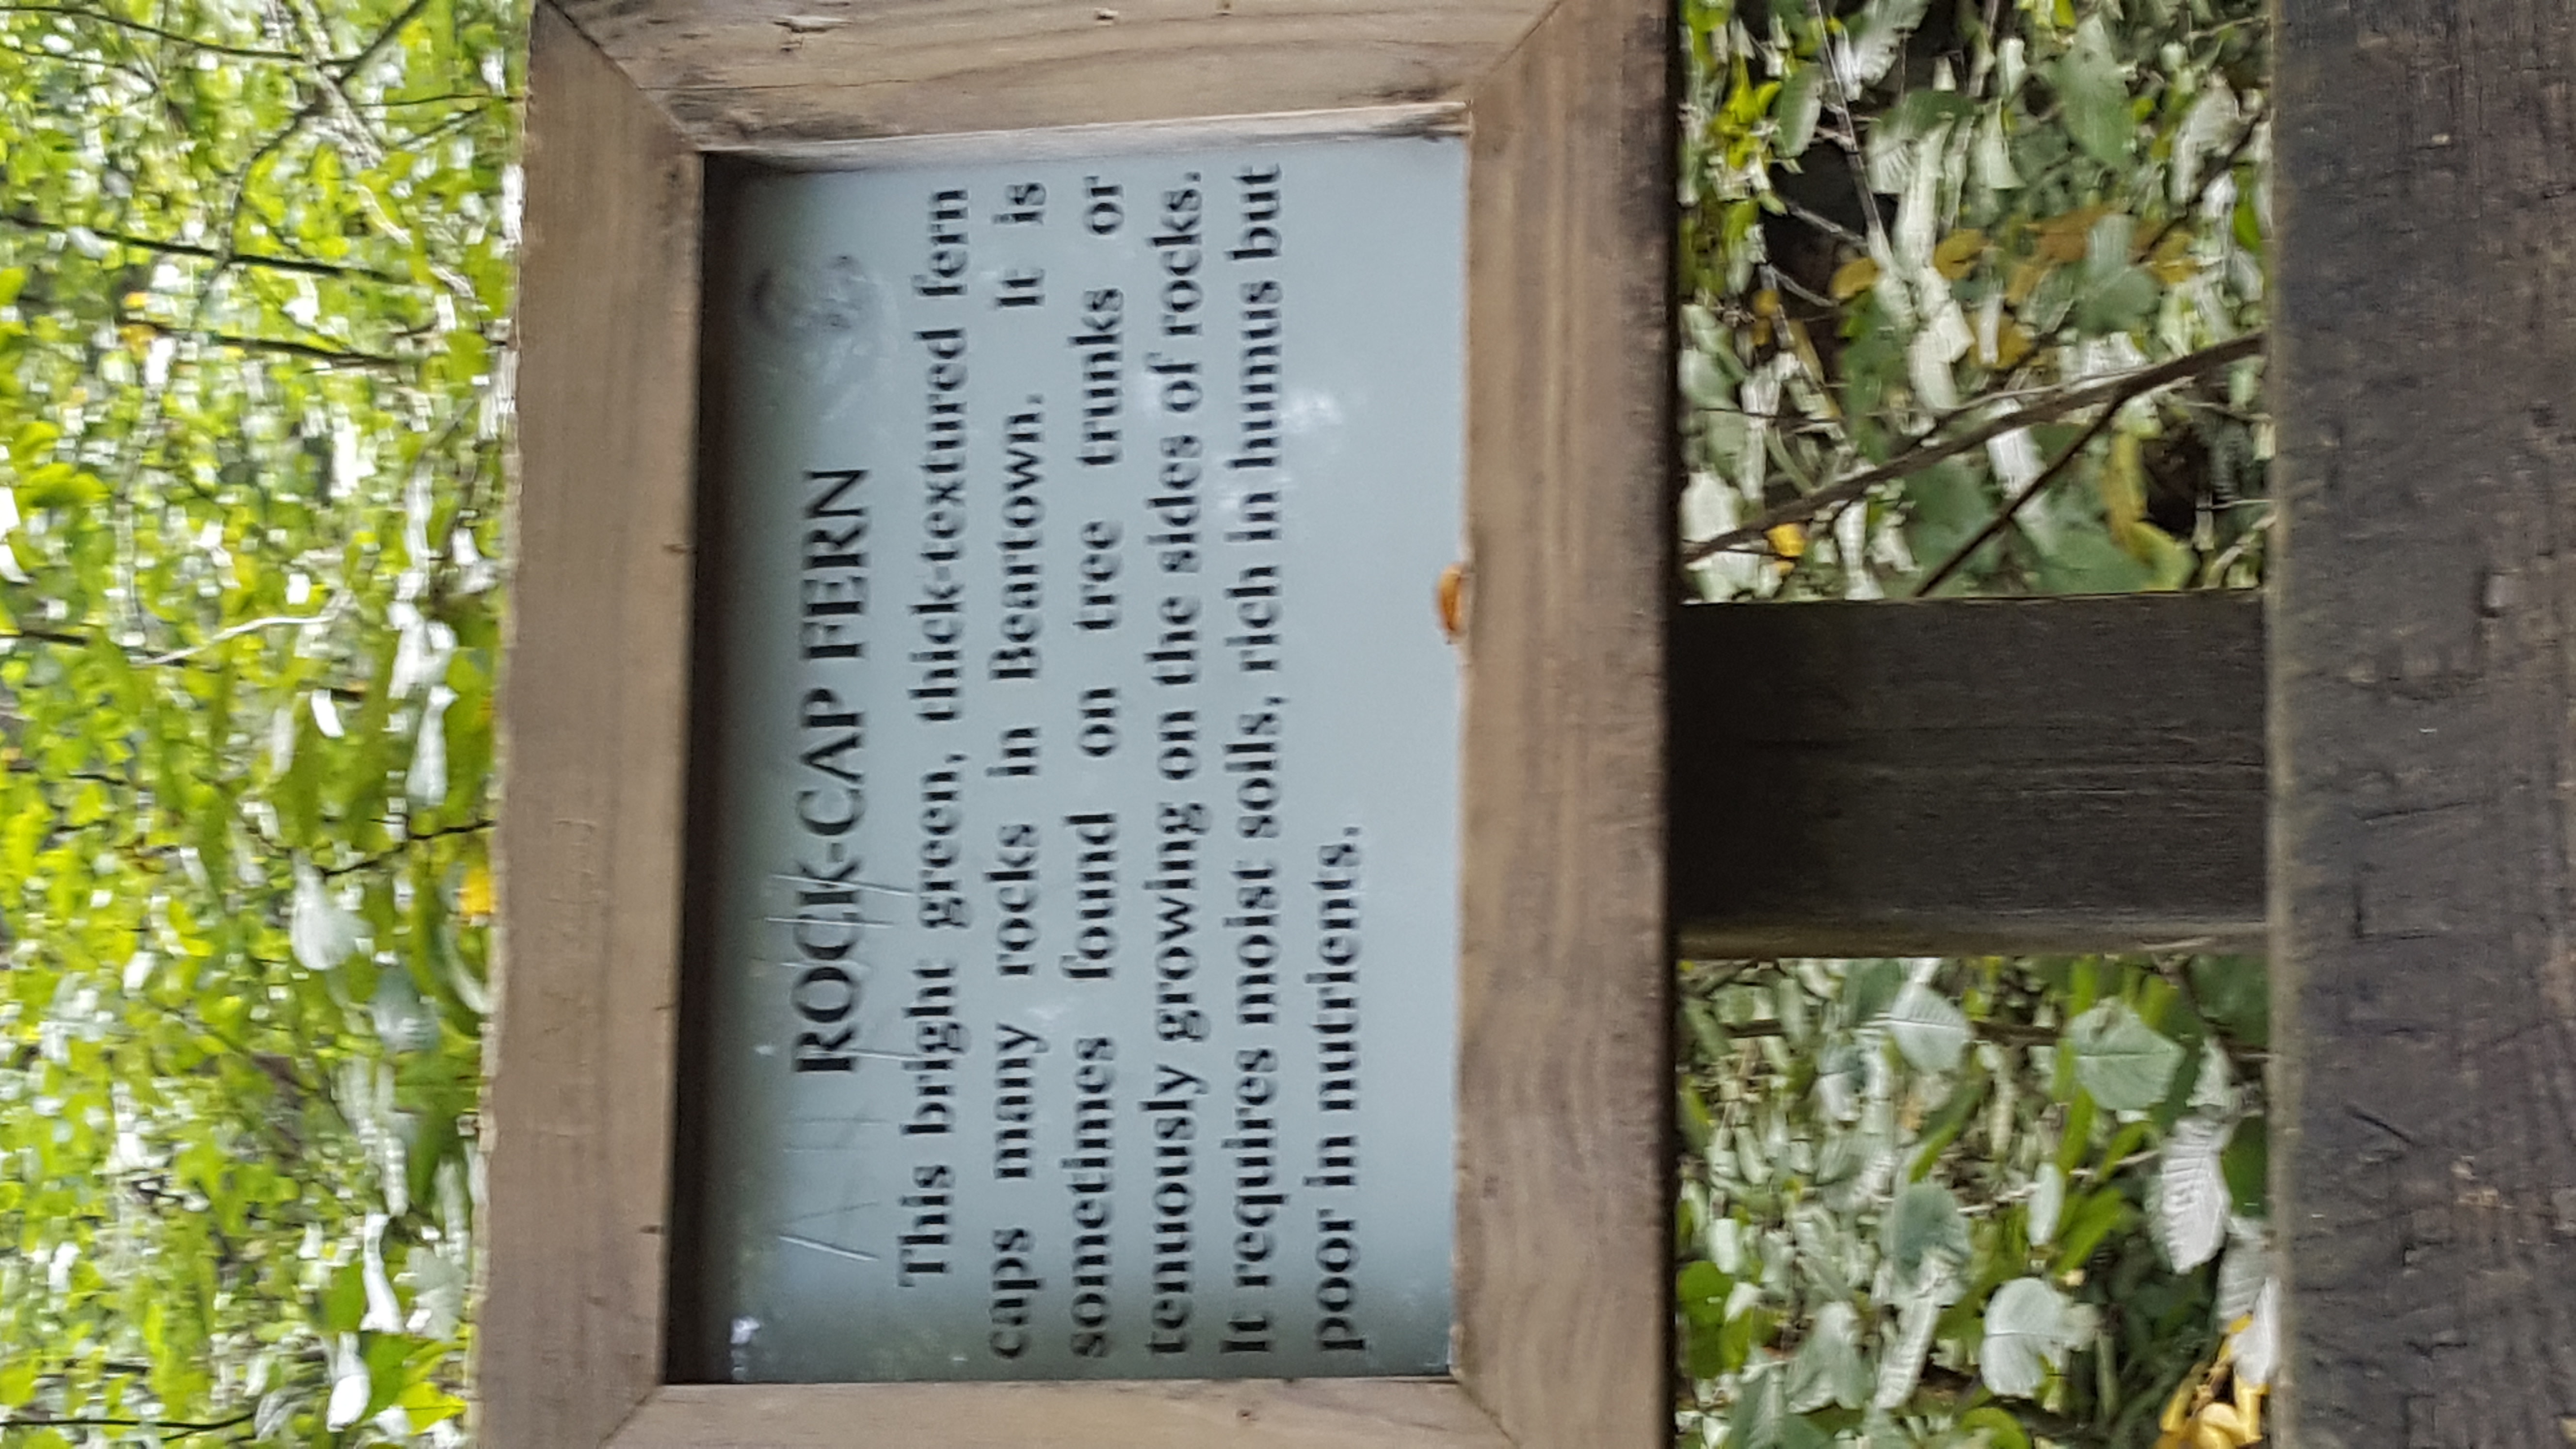 ROCK-CAP FERN
This bright green, thick-textured fern
caps many rocks in Beartown. It is
sometimes found on tree trunks or
tenuously growing on the sides of rocks.
It requires moist soils, rich in humus but
poor in nutrients.